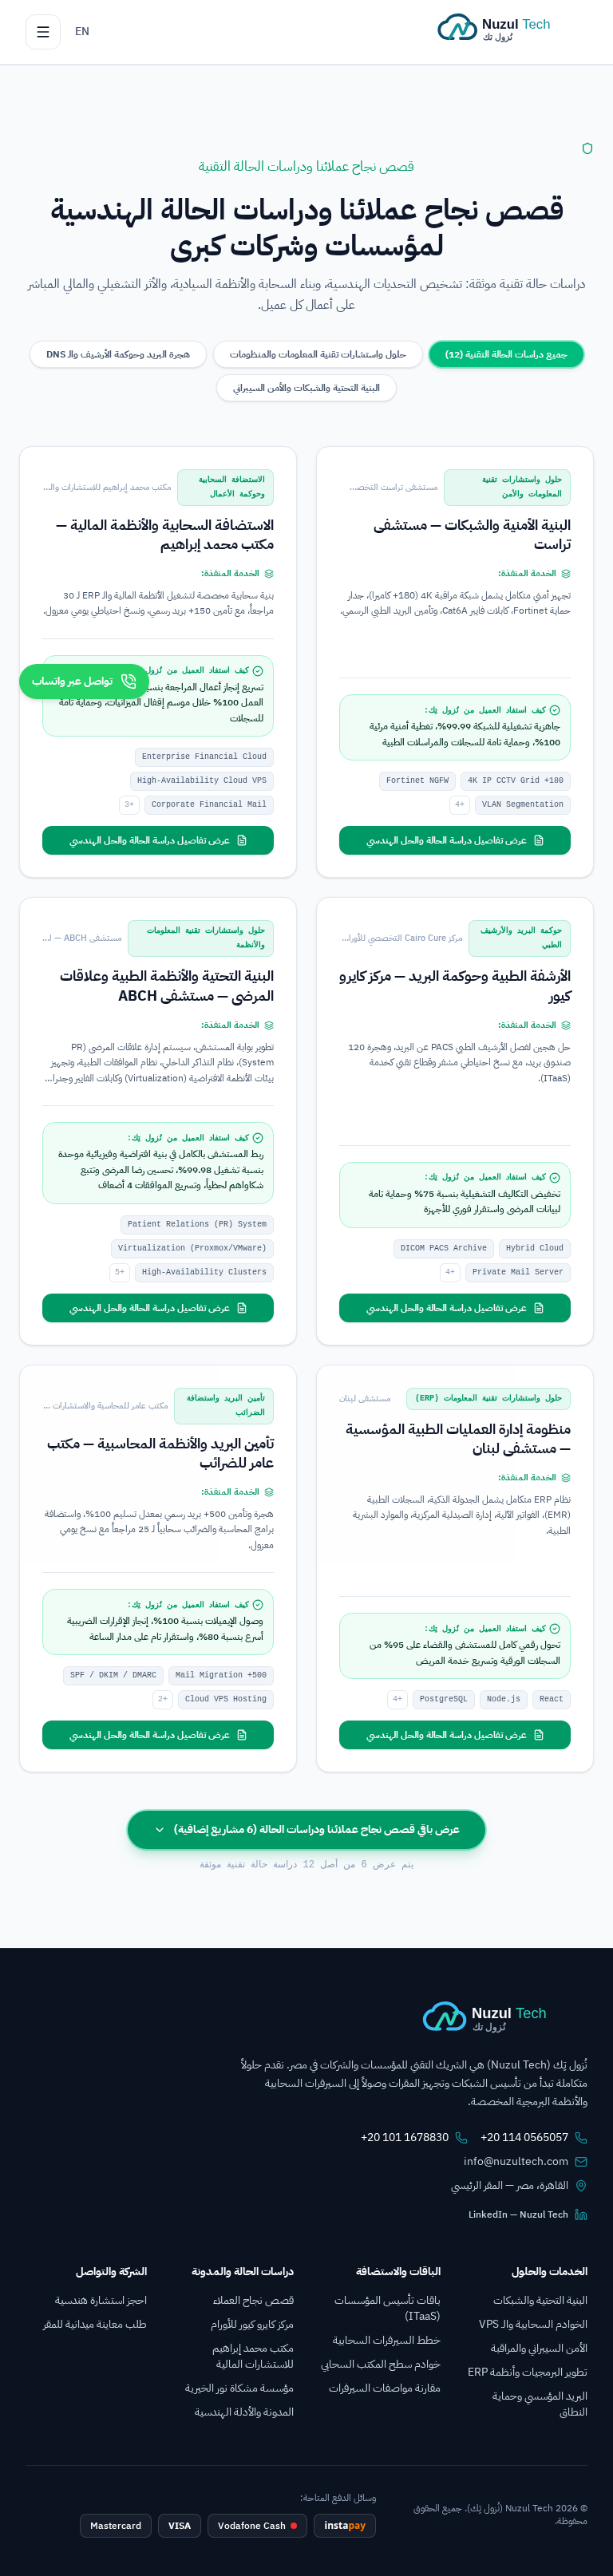 Nuzul Tech
نُزول تك
EN
قصص نجاح عملائنا ودراسات الحالة التقنية
قصص نجاح عملائنا ودراسات الحالة الهندسية
لمؤسسات وشركات كبرى
دراسات حالة تقنية موثقة: تشخيص التحديات الهندسية، وبناء السحابة والأنظمة السيادية، والأثر التشغيلي والمالي المباشر
على أعمال كل عميل.
جميع دراسات الحالة التقنية (12)
حلول واستشارات تقنية المعلومات والمنظومات
هجرة البريد وحوكمة الأرشيف والـ DNS
البنية التحتية والشبكات والأمن السيبراني
حلول واستشارات تقنية
المعلومات والأمن
مستشفى تراست التخصصـ...
البنية الأمنية والشبكات — مستشفى
تراست
الخدمة المنفذة:
تجهيز أمني متكامل يشمل شبكة مراقبة 4K (180+ كاميرا)، جدار
حماية Fortinet، كابلات فايبر Cat6A، وتأمين البريد الطبي الرسمي.
كيف استفاد العميل من نُزول تِك:
جاهزية تشغيلية للشبكة 99.99%، تغطية أمنية مرئية
100%، وحماية تامة للسجلات والمراسلات الطبية
4K IP CCTV Grid +180
Fortinet NGFW
VLAN Segmentation
+4
عرض تفاصيل دراسة الحالة والحل الهندسي
الاستضافة السحابية
وحوكمة الأعمال
مكتب محمد إبراهيم للاستشارات والـ...
الاستضافة السحابية والأنظمة المالية —
مكتب محمد إبراهيم
الخدمة المنفذة:
بنية سحابية مخصصة لتشغيل الأنظمة المالية والـ ERP لـ 30
مراجعاً، مع تأمين 150+ بريد رسمي، ونسخ احتياطي يومي معزول.
كيف استفاد العميل من نُزول
تسريع إنجاز أعمال المراجعة
العمل 100% خلال موسم إقفال الميزانيات، وحماية تامة
للسجلات
تواصل عبر واتساب
Enterprise Financial Cloud
High-Availability Cloud VPS
Corporate Financial Mail
+3
عرض تفاصيل دراسة الحالة والحل الهندسي
حوكمة البريد والأرشيف
الطبي
مركز Cairo Cure التخصصي للأورا...
الأرشفة الطبية وحوكمة البريد — مركز كايرو
كيور
الخدمة المنفذة:
حل هجين لفصل الأرشيف الطبي PACS عن البريد، وهجرة 120
صندوق بريد، مع نسخ احتياطي مشفر وقطاع تقني كخدمة
(ITaaS).
كيف استفاد العميل من نُزول تِك:
تخفيض التكاليف التشغيلية بنسبة 75% وحماية تامة
لبيانات المرضى واستقرار فوري للأجهزة
Hybrid Cloud
DICOM PACS Archive
Private Mail Server
+4
عرض تفاصيل دراسة الحالة والحل الهندسي
حلول واستشارات تقنية المعلومات
والأنظمة
مستشفى ABCH — ا...
البنية التحتية والأنظمة الطبية وعلاقات
المرضى — مستشفى ABCH
الخدمة المنفذة:
تطوير بوابة المستشفى، سيستم إدارة علاقات المرضى (PR
System)، نظام التذاكر الداخلي، نظام الموافقات الطبية، وتجهيز
بيئات الأنظمة الافتراضية (Virtualization) وكابلات الفايبر وجدرا...
كيف استفاد العميل من نُزول تِك:
ربط المستشفى بالكامل في بنية افتراضية وفيزيائية موحدة
بنسبة تشغيل 99.98%، تحسين رضا المرضى وتتبع
شكاواهم لحظياً، وتسريع الموافقات 4 أضعاف
Patient Relations (PR) System
Virtualization (Proxmox/VMware)
High-Availability Clusters
+5
عرض تفاصيل دراسة الحالة والحل الهندسي
حلول واستشارات تقنية المعلومات (ERP)
مستشفى لبنان
منظومة إدارة العمليات الطبية المؤسسية
— مستشفى لبنان
الخدمة المنفذة:
نظام ERP متكامل يشمل الجدولة الذكية، السجلات الطبية
(EMR)، الفواتير الآلية، إدارة الصيدلية المركزية، والموارد البشرية
الطبية.
كيف استفاد العميل من نُزول تِك:
تحول رقمي كامل للمستشفى والقضاء على 95% من
السجلات الورقية وتسريع خدمة المريض
React
Node.js
PostgreSQL
+4
عرض تفاصيل دراسة الحالة والحل الهندسي
تأمين البريد واستضافة
الضرائب
مكتب عامر للمحاسبة والاستشارات ...
تأمين البريد والأنظمة المحاسبية — مكتب
عامر للضرائب
الخدمة المنفذة:
هجرة وتأمين 500+ بريد رسمي بمعدل تسليم 100%، واستضافة
برامج المحاسبة والضرائب سحابياً لـ 25 مراجعاً مع نسخ يومي
معزول.
كيف استفاد العميل من نُزول تِك:
وصول الإيميلات بنسبة 100%، إنجاز الإقرارات الضريبية
أسرع بنسبة 80%، واستقرار تام على مدار الساعة
Mail Migration +500
SPF / DKIM / DMARC
Cloud VPS Hosting
+2
عرض تفاصيل دراسة الحالة والحل الهندسي
عرض باقي قصص نجاح عملائنا ودراسات الحالة (6 مشاريع إضافية)
يتم عرض 6 من أصل 12 دراسة حالة تقنية موثقة
Nuzul Tech
نُزول تك
نُزول تِك (Nuzul Tech) هي الشريك التقني للمؤسسات والشركات في مصر. نقدم حلولاً
متكاملة تبدأ من تأسيس الشبكات وتجهيز المقرات وصولاً إلى السيرفرات السحابية
والأنظمة البرمجية المخصصة.
+20 114 0565057
+20 101 1678830
info@nuzultech.com
القاهرة، مصر — المقر الرئيسي
LinkedIn — Nuzul Tech
الخدمات والحلول
البنية التحتية والشبكات
الخوادم السحابية والـ VPS
الأمن السيبراني والمراقبة
تطوير البرمجيات وأنظمة ERP
البريد المؤسسي وحماية
النطاق
الباقات والاستضافة
باقات تأسيس المؤسسات
(ITaaS)
خطط السيرفرات السحابية
خوادم سطح المكتب السحابي
مقارنة مواصفات السيرفرات
دراسات الحالة والمدونة
قصص نجاح العملاء
مركز كايرو كيور للأورام
مكتب محمد إبراهيم
للاستشارات المالية
مؤسسة مشكاة نور الخيرية
المدونة والأدلة الهندسية
الشركة والتواصل
احجز استشارة هندسية
طلب معاينة ميدانية للمقر
© 2026 Nuzul Tech (نُزول تِك). جميع الحقوق
محفوظة.
وسائل الدفع المتاحة:
instapay
Vodafone Cash
VISA
Mastercard